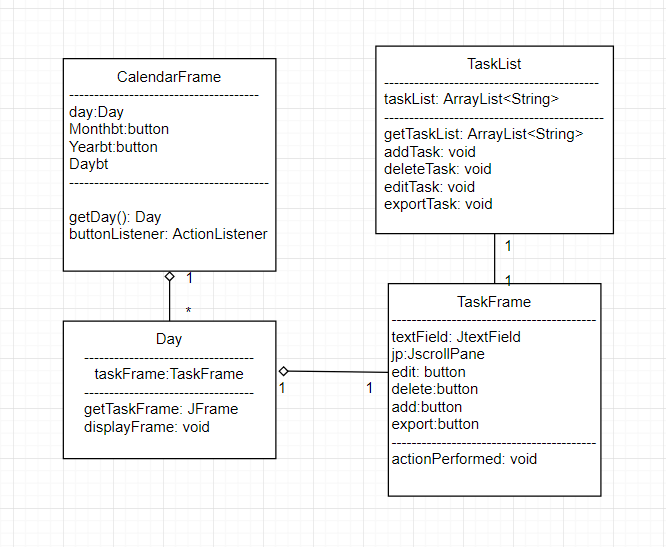 CalendarFrame
day:Day
Monthbt:button
Yearbt:button
Daybt
getDay(): Day
buttonListener: ActionListener
1
*
TaskList
taskList: ArrayList<String>
getTaskList: ArrayList<String>
addTask: void
deleteTask: void
editTask: void
exportTask: void
1
1
Day
taskFrame:TaskFrame
getTaskFrame: JFrame
displayFrame: void
1
1
TaskFrame
textField: JtextField
jp:JscrollPane
edit: button
delete:button
add:button
export:button
actionPerformed: void